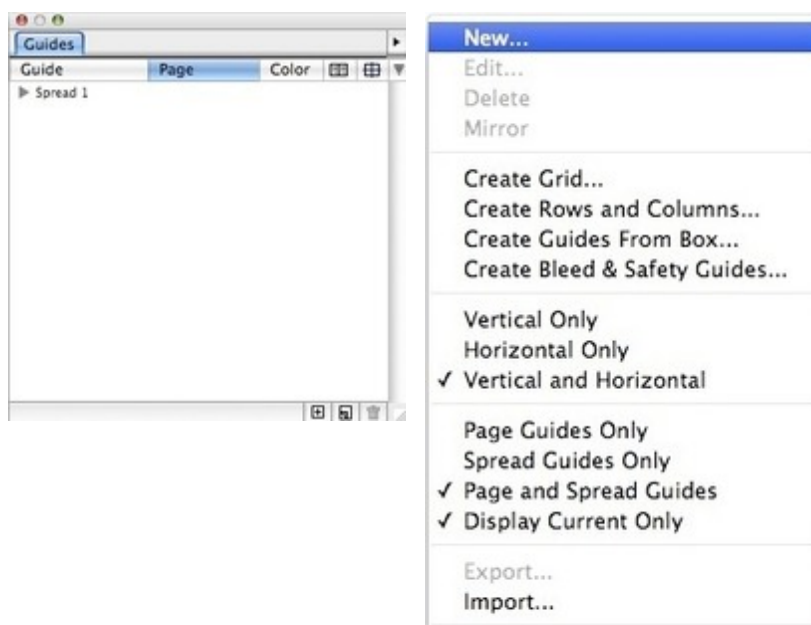 Guides
Guide Page Color
Spread 1
New...
Edit...
Delete
Mirror
Create Grid...
Create Rows and Columns...
Create Guides From Box...
Create Bleed & Safety Guides...
Vertical Only
Horizontal Only
✓ Vertical and Horizontal
Page Guides Only
Spread Guides Only
✓ Page and Spread Guides
✓ Display Current Only
Export...
Import...